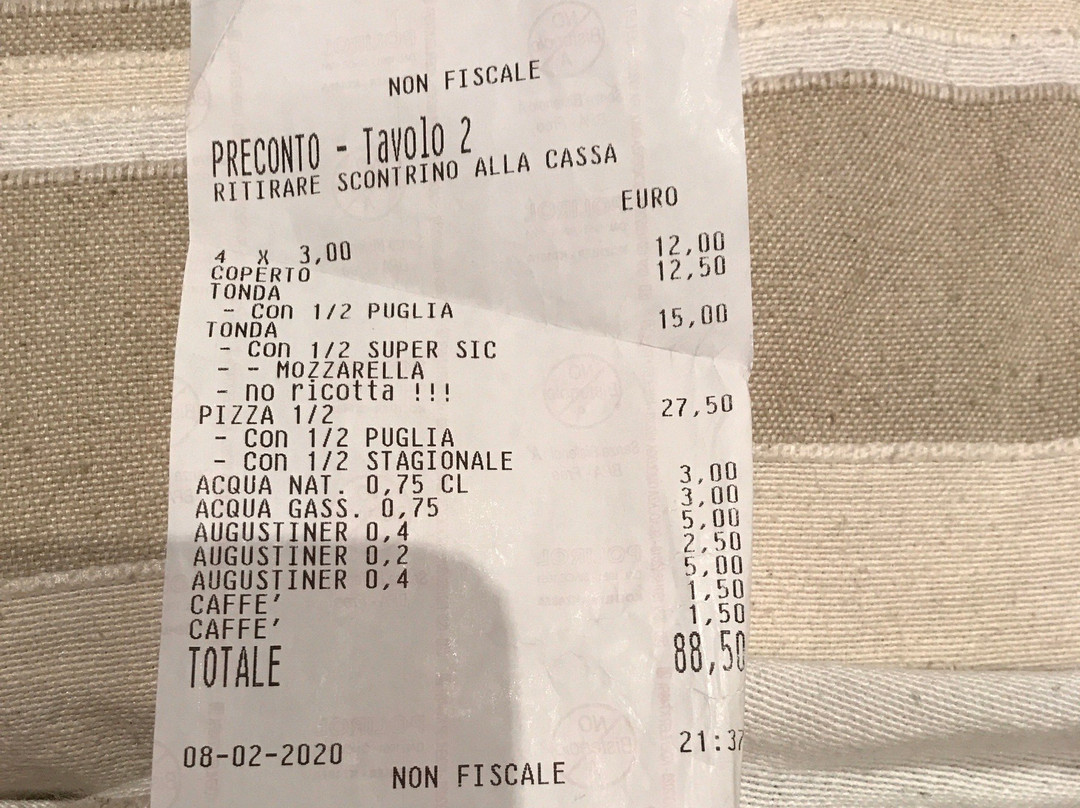 NON FISCALE
PRECONTO - Tavolo 2
RITIRARE SCONTRINO ALLA CASSA
EURO
4 X 3,00
COPERTO 12,00
TONDA 12,50
- con 1/2 PUGLIA
TONDA 15,00
- con 1/2 SUPER SIC
- - MOZZARELLA
- no ricotta !!!
PIZZA 1/2 27,50
- con 1/2 PUGLIA
- con 1/2 STAGIONALE
ACQUA NAT. 0,75 CL 3,00
ACQUA GASS. 0,75 3,00
AUGUSTINER 0,4 5,00
AUGUSTINER 0,2 2,50
AUGUSTINER 0,4 5,00
CAFFE' 1,50
CAFFE' 1,50
TOTALE 88,50
08-02-2020 21:37
NON FISCALE